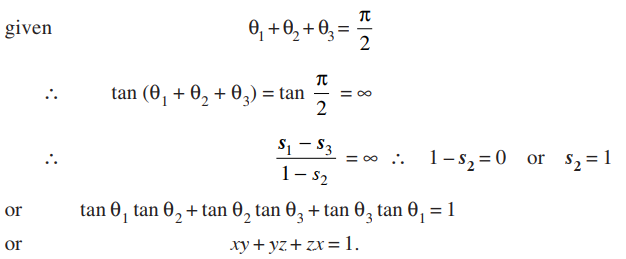 given θ₁ + θ₂ + θ₃ = π/2
∴ tan (θ₁ + θ₂ + θ₃) = tan π/2 = ∞
∴ (s₁ – s₃)/(1 – s₂) = ∞ ∴ 1 – s₂ = 0 or s₂ = 1
or tan θ₁ tan θ₂ + tan θ₂ tan θ₃ + tan θ₃ tan θ₁ = 1
or xy + yz + zx = 1.